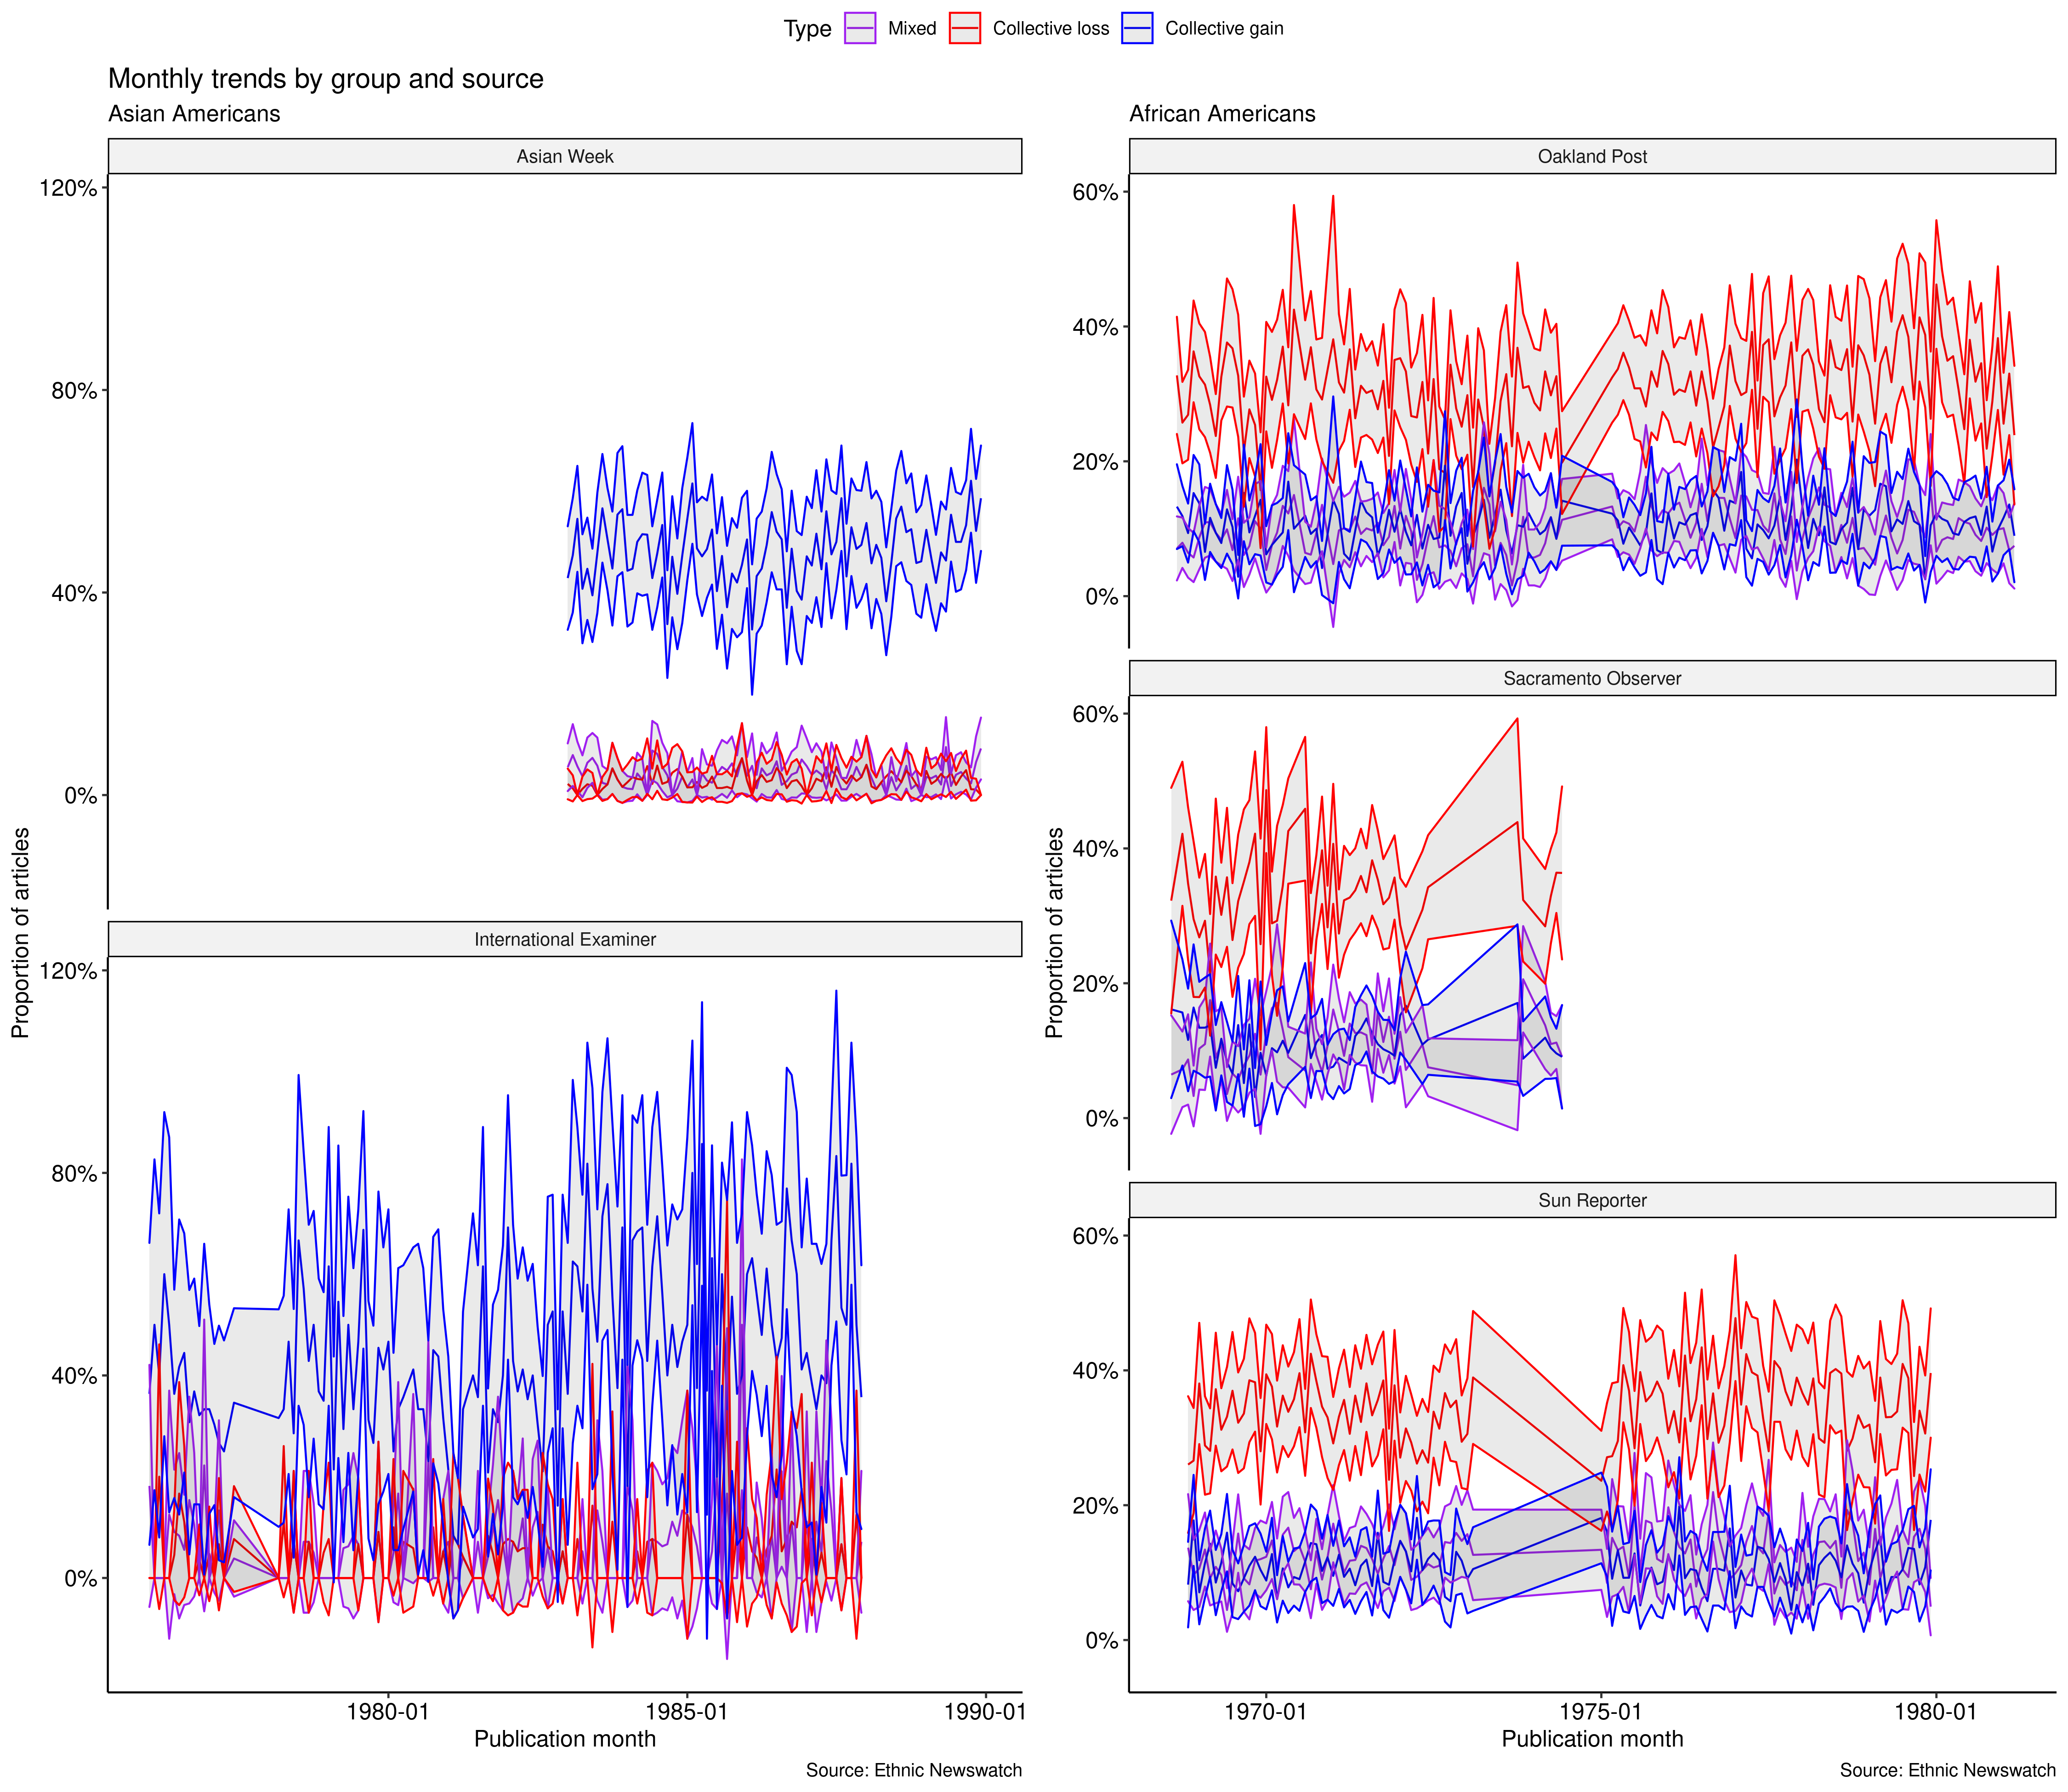 Type Mixed Collective loss Collective gain
Monthly trends by group and source
Asian Americans
Asian Week
120%
80%
40%
0%
International Examiner
120%
80%
40%
0%
Proportion of articles
1980-01 1985-01 1990-01
Publication month
Source: Ethnic Newswatch
African Americans
Oakland Post
60%
40%
20%
0%
Sacramento Observer
60%
40%
20%
0%
Sun Reporter
60%
40%
20%
0%
Proportion of articles
1970-01 1975-01 1980-01
Publication month
Source: Ethnic Newswatch